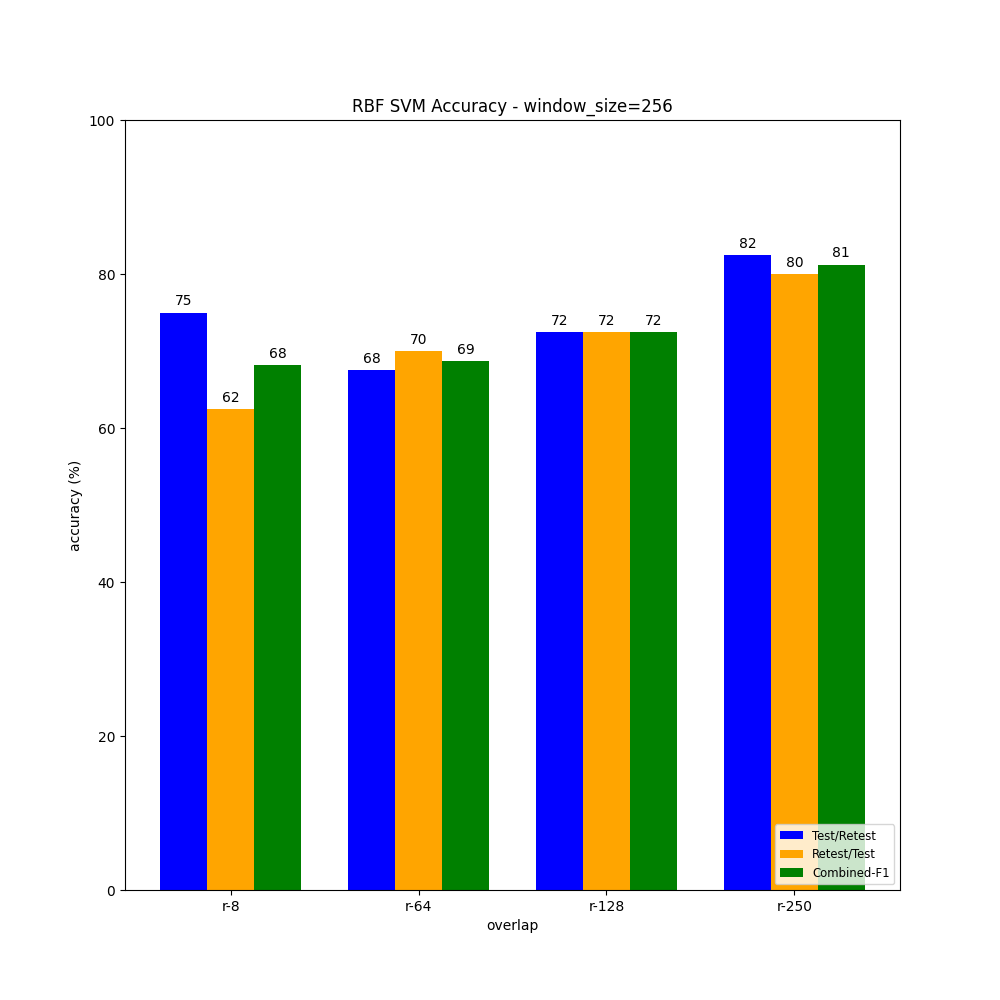 RBF SVM Accuracy - window_size=256
100
80
60
40
20
0
accuracy (%)
75
62
68
68
70
69
72
72
72
82
80
81
r-8
r-64
r-128
r-250
overlap
Test/Retest
Retest/Test
Combined-F1